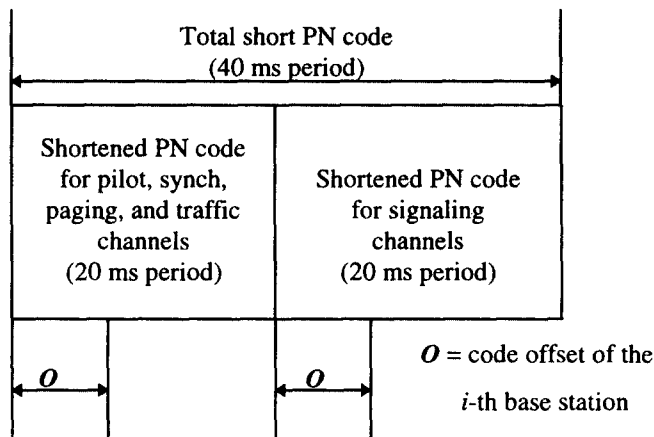 Total short PN code
(40 ms period)
Shortened PN code
for pilot, synch,
paging, and traffic
channels
(20 ms period)
Shortened PN code
for signaling
channels
(20 ms period)
O
O
O = code offset of the
i-th base station